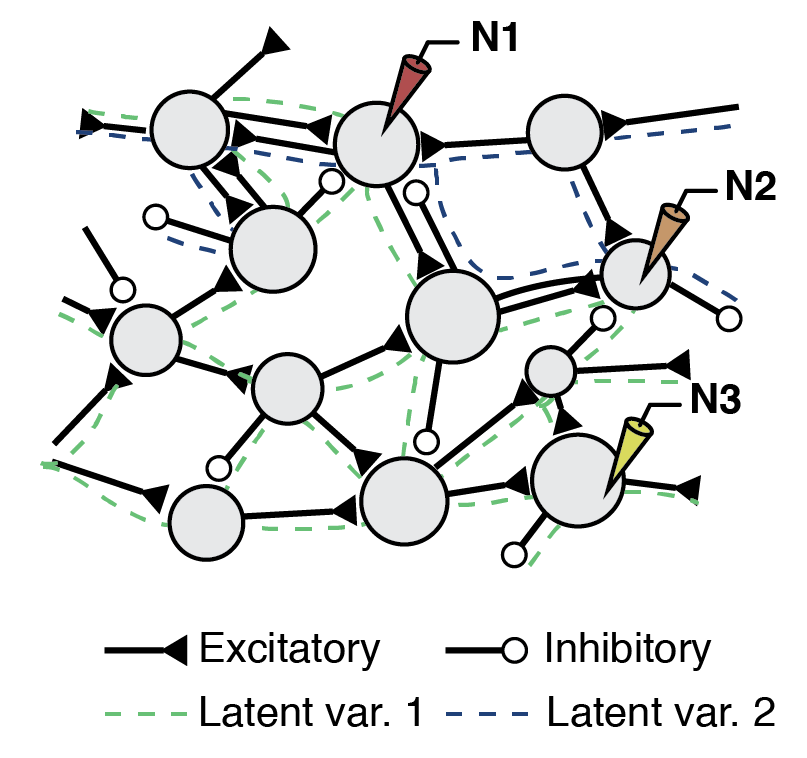 N1
N2
N3
Excitatory
Inhibitory
Latent var. 1
Latent var. 2